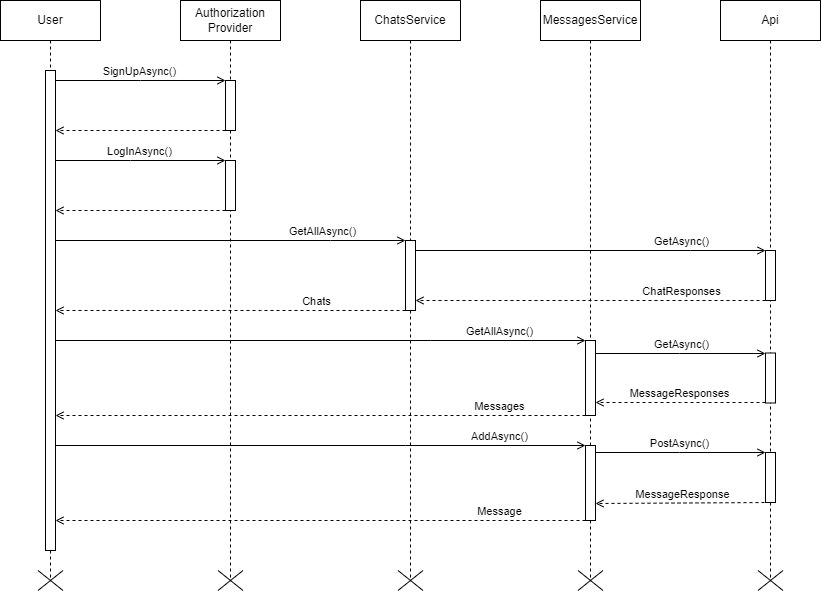 User
Authorization
Provider
ChatsService
MessagesService
Api
SignUpAsync()
LogInAsync()
GetAllAsync()
GetAsync()
ChatResponses
Chats
GetAllAsync()
GetAsync()
MessageResponses
Messages
AddAsync()
PostAsync()
MessageResponse
Message